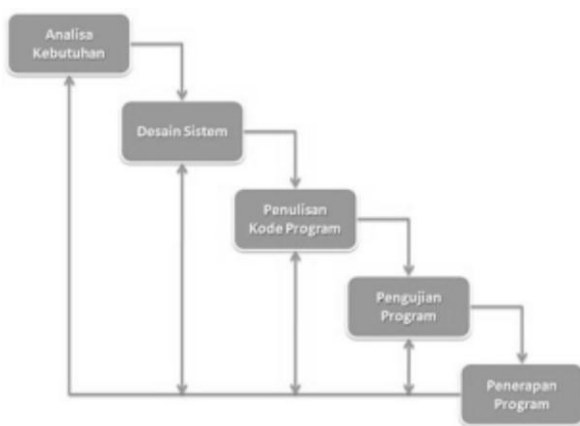 Analisa
Kebutuhan
Desain Sistem
Penulisan
Kode Program
Pengujian
Program
Penerapan
Program